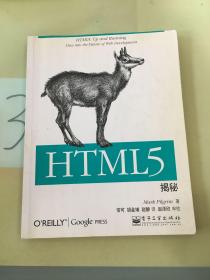 HTML5: Up and Running
Dive into the Future of Web Development
HTML5
揭秘
Mark Pilgrim 著
O'REILLY®
Google PRESS
电子工业出版社